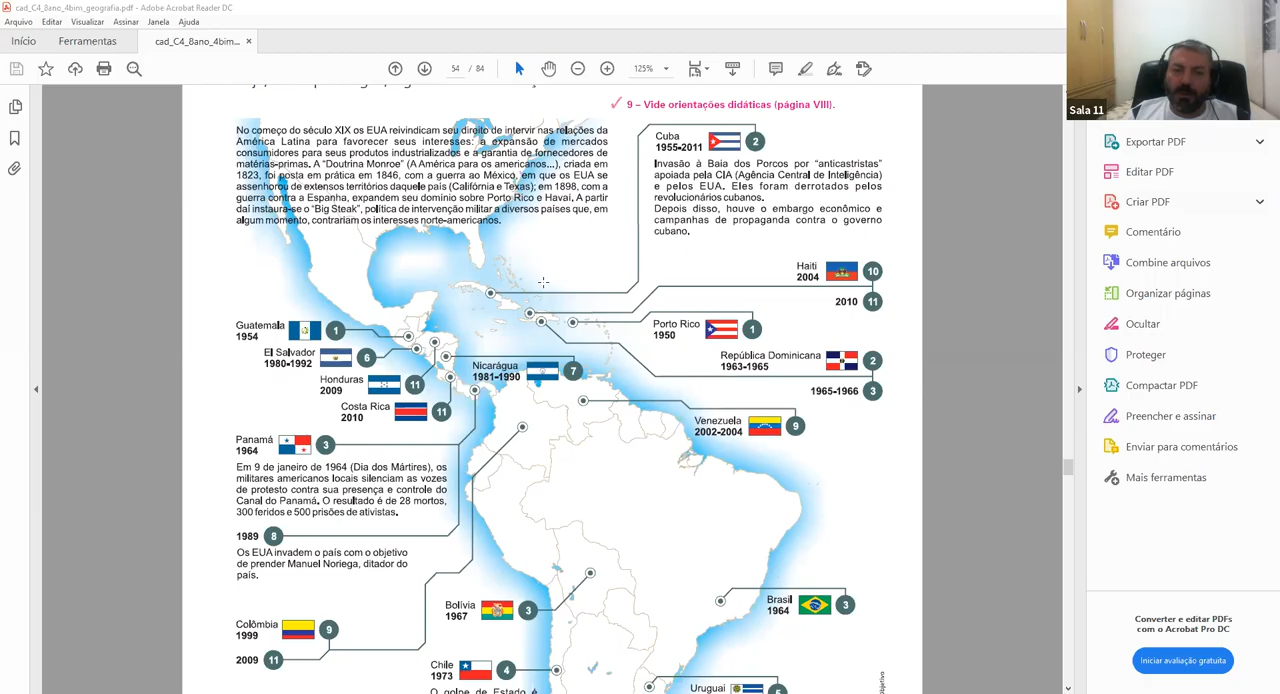 cad_C4_8ano_4bim_geografia.pdf - Adobe Acrobat Reader DC
Arquivo Editar Visualizar Assinar Janela Ajuda
Início Ferramentas cad_C4_8ano_4bim... ×
54 / 84 125%
9 – Vide orientações didáticas (página VIII).
No começo do século XIX os EUA reivindicam seu direito de intervir nas relações da
América Latina para favorecer seus interesses: a expansão de mercados
consumidores para seus produtos industrializados e a garantia de fornecedores de
matérias-primas. A “Doutrina Monroe” (A América para os americanos...), criada em
1823, foi posta em prática em 1846, com a guerra ao México, em que os EUA se
assenhorou de extensos territórios daquele país (Califórnia e Texas); em 1898, com a
guerra contra a Espanha, expandem seu domínio sobre Porto Rico e Havaí. A partir
daí instaura-se o “Big Steak”, política de intervenção militar a diversos países que, em
algum momento, contrariam os interesses norte-americanos.
Cuba
1955-2011
2
Invasão à Baia dos Porcos por “anticastristas”
apoiada pela CIA (Agência Central de Inteligência)
e pelos EUA. Eles foram derrotados pelos
revolucionários cubanos.
Depois disso, houve o embargo econômico e
campanhas de propaganda contra o governo
cubano.
Haiti
2004
10
2010 11
Guatemala
1954
1
Porto Rico
1950
1
El Salvador
1980-1992
6
República Dominicana
1963-1965
2
Nicarágua
1981-1990
7
Honduras
2009
11
1965-1966 3
Costa Rica
2010
11
Venezuela
2002-2004
9
Panamá
1964
3
Em 9 de janeiro de 1964 (Dia dos Mártires), os
militares americanos locais silenciam as vozes
de protesto contra sua presença e controle do
Canal do Panamá. O resultado é de 28 mortos,
300 feridos e 500 prisões de ativistas.
1989 8
Os EUA invadem o país com o objetivo
de prender Manuel Noriega, ditador do
país.
Bolívia
1967
3
Brasil
1964
3
Colômbia
1999
9
2009 11
Chile
1973
4
O golpe de Estado é
Uruguai
5
Objetivo
Sala 11
Exportar PDF
Editar PDF
Criar PDF
Comentário
Combine arquivos
Organizar páginas
Ocultar
Proteger
Compactar PDF
Preencher e assinar
Enviar para comentários
Mais ferramentas
Converter e editar PDFs
com o Acrobat Pro DC
Iniciar avaliação gratuita